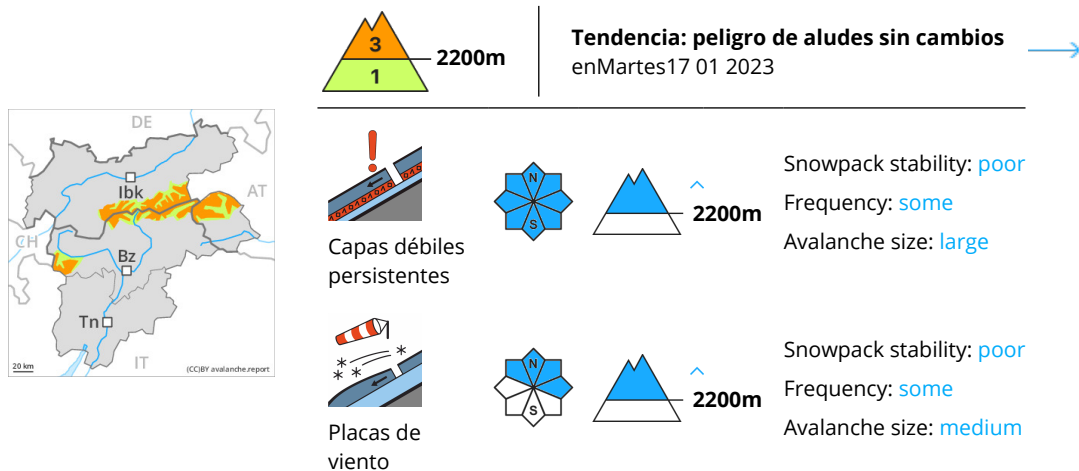 3
1
2200m
Tendencia: peligro de aludes sin cambios
enMartes17 01 2023
DE
Ibk
AT
CH
Bz
Tn
IT
20 km
(CC)BY avalanche.report
Capas débiles
persistentes
N
S
2200m
Snowpack stability: poor
Frequency: some
Avalanche size: large
Placas de
viento
N
S
2200m
Snowpack stability: poor
Frequency: some
Avalanche size: medium